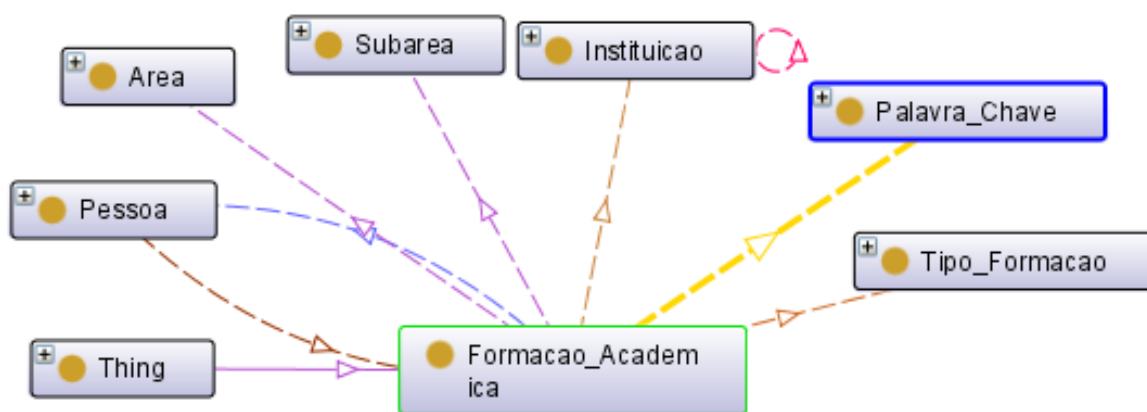 Subarea
Instituicao
Area
Palavra_Chave
Pessoa
Tipo_Formacao
Thing
Formacao_Academ
ica